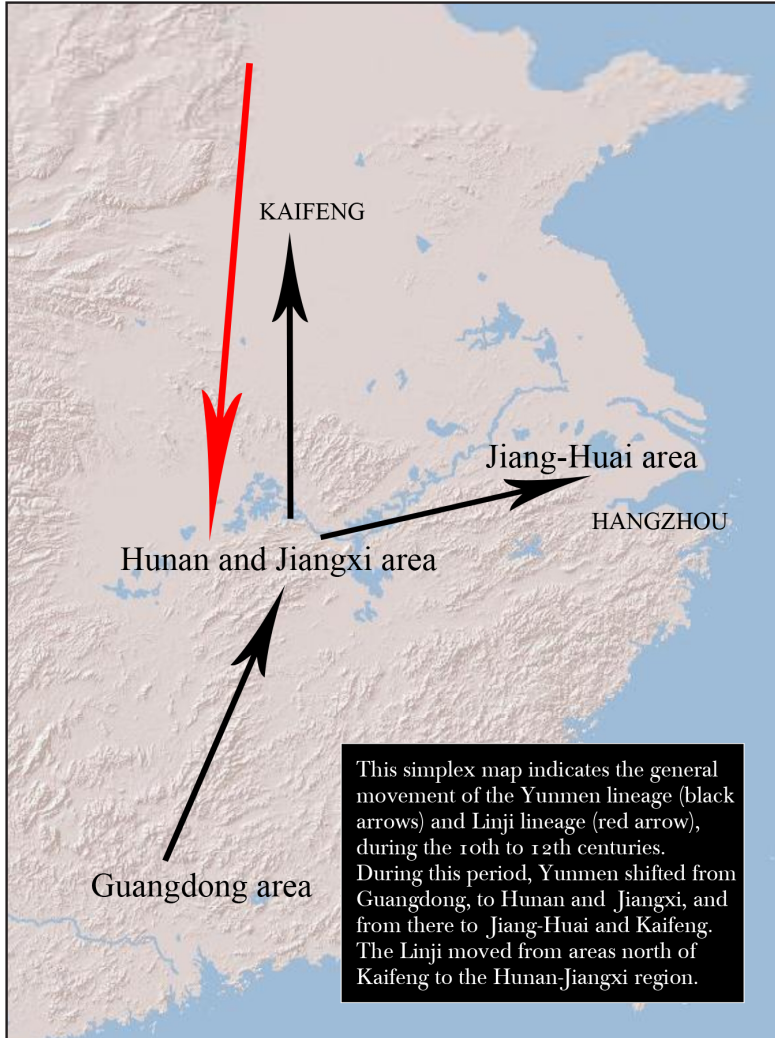 KAIFENG
Jiang-Huai area
HANGZHOU
Hunan and Jiangxi area
Guangdong area
This simplex map indicates the general
movement of the Yunmen lineage (black
arrows) and Linji lineage (red arrow),
during the 10th to 12th centuries.
During this period, Yunmen shifted from
Guangdong, to Hunan and Jiangxi, and
from there to Jiang-Huai and Kaifeng.
The Linji moved from areas north of
Kaifeng to the Hunan-Jiangxi region.